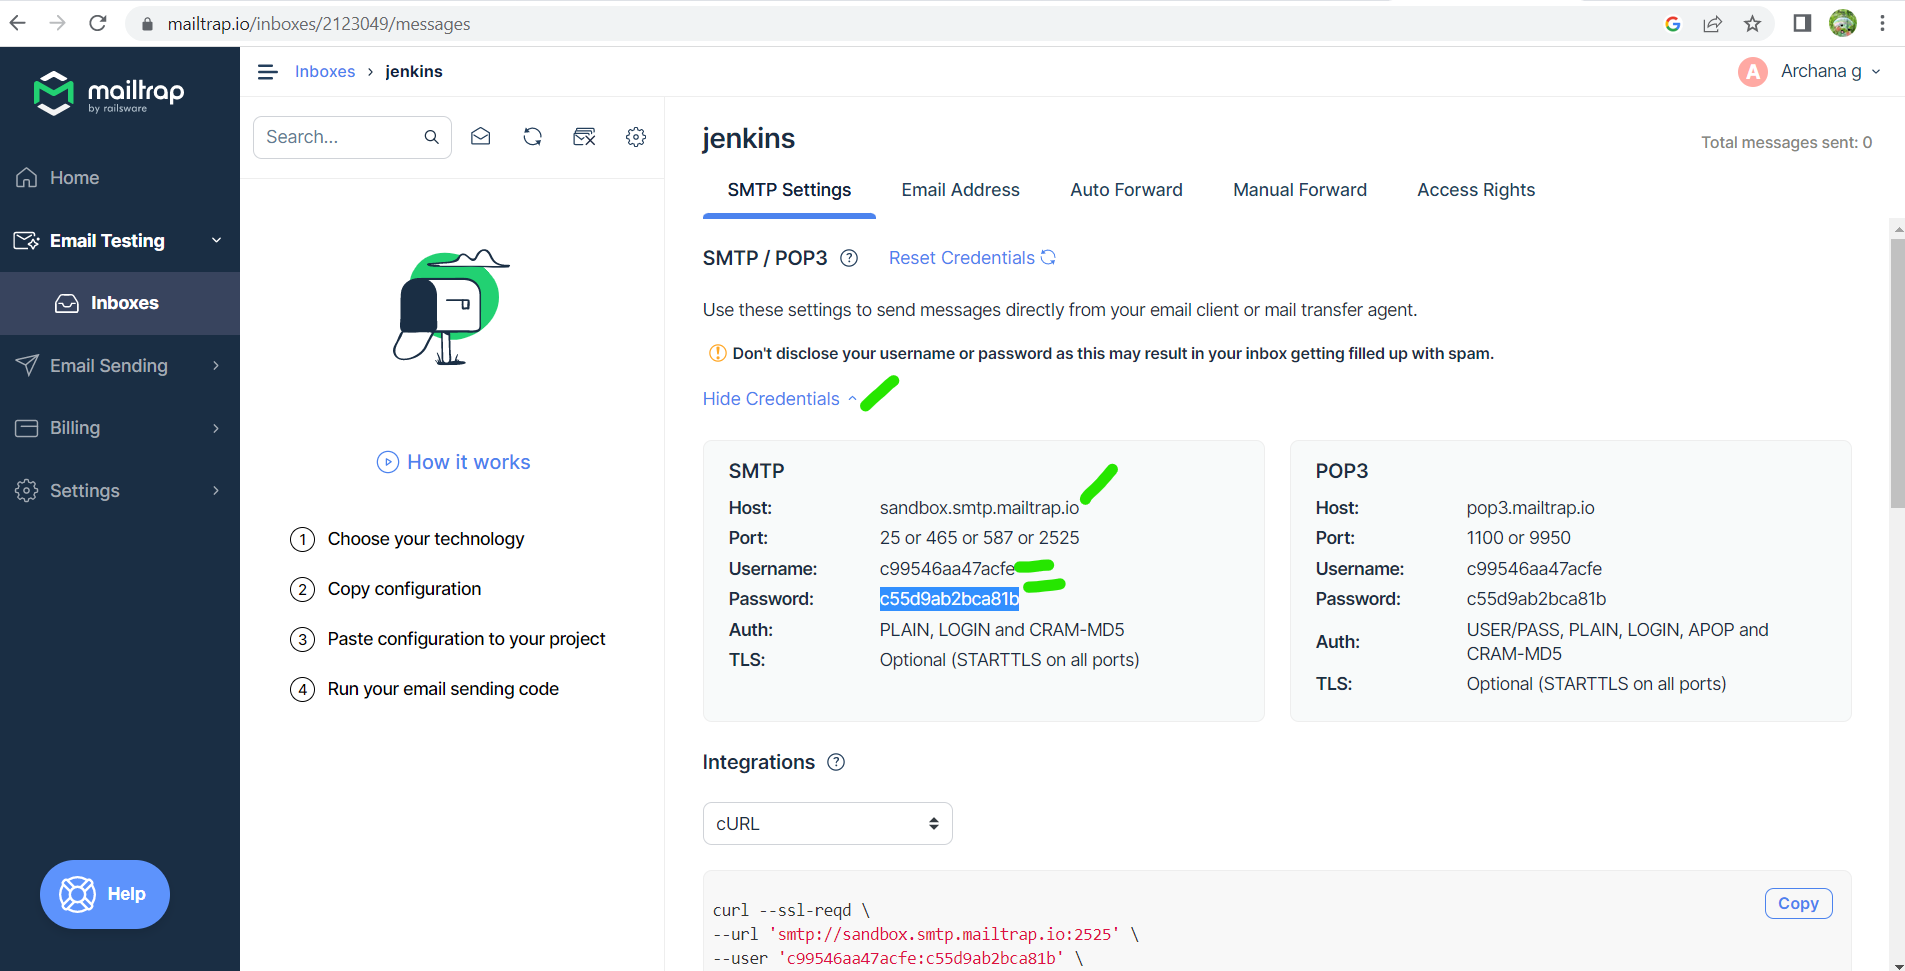 mailtrap.io/inboxes/2123049/messages
mailtrap
by railsware
Inboxes › jenkins
A Archana g
Home
Email Testing
Inboxes
Email Sending
Billing
Settings
Help
Search...
How it works
1 Choose your technology
2 Copy configuration
3 Paste configuration to your project
4 Run your email sending code
jenkins
Total messages sent: 0
SMTP Settings Email Address Auto Forward Manual Forward Access Rights
SMTP / POP3 ? Reset Credentials
Use these settings to send messages directly from your email client or mail transfer agent.
Don't disclose your username or password as this may result in your inbox getting filled up with spam.
Hide Credentials
SMTP
Host: sandbox.smtp.mailtrap.io
Port: 25 or 465 or 587 or 2525
Username: c99546aa47acfe
Password: c55d9ab2bca81b
Auth: PLAIN, LOGIN and CRAM-MD5
TLS: Optional (STARTTLS on all ports)
POP3
Host: pop3.mailtrap.io
Port: 1100 or 9950
Username: c99546aa47acfe
Password: c55d9ab2bca81b
Auth: USER/PASS, PLAIN, LOGIN, APOP and
CRAM-MD5
TLS: Optional (STARTTLS on all ports)
Integrations ?
cURL
Copy
curl --ssl-reqd \
--url 'smtp://sandbox.smtp.mailtrap.io:2525' \
--user 'c99546aa47acfe:c55d9ab2bca81b' \